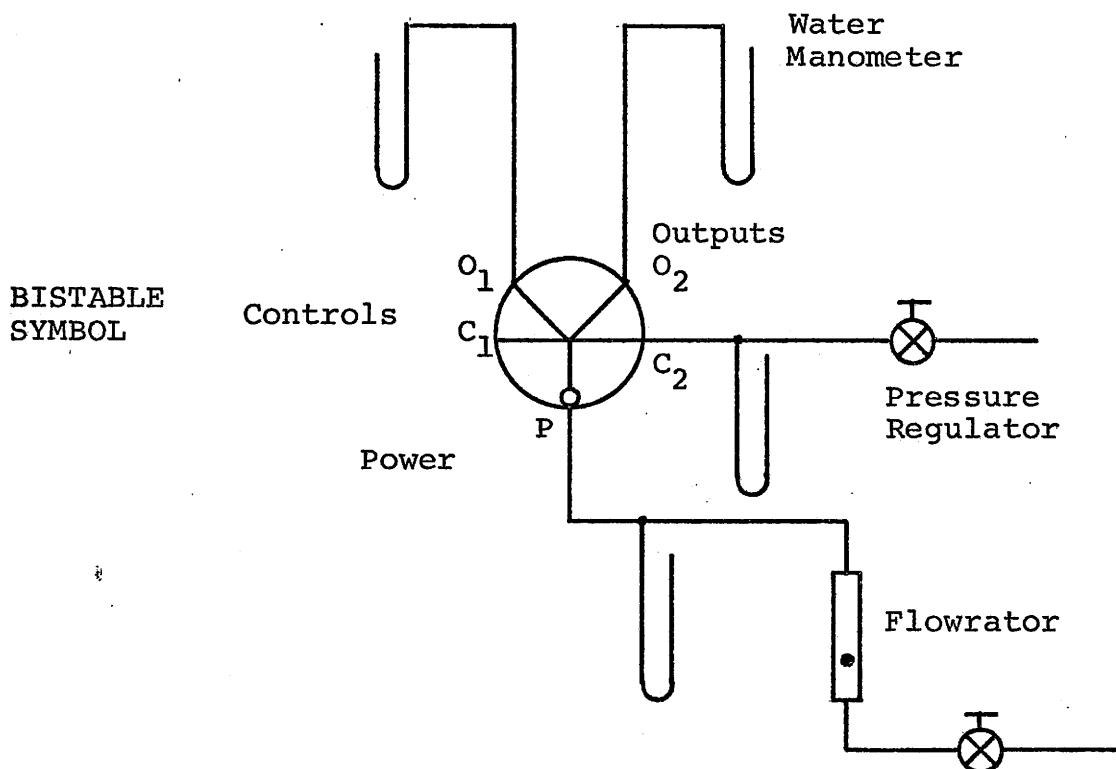 Water
Manometer
Outputs
O1
O2
BISTABLE
SYMBOL
Controls
C1
C2
Pressure
Regulator
P
Power
Flowrator